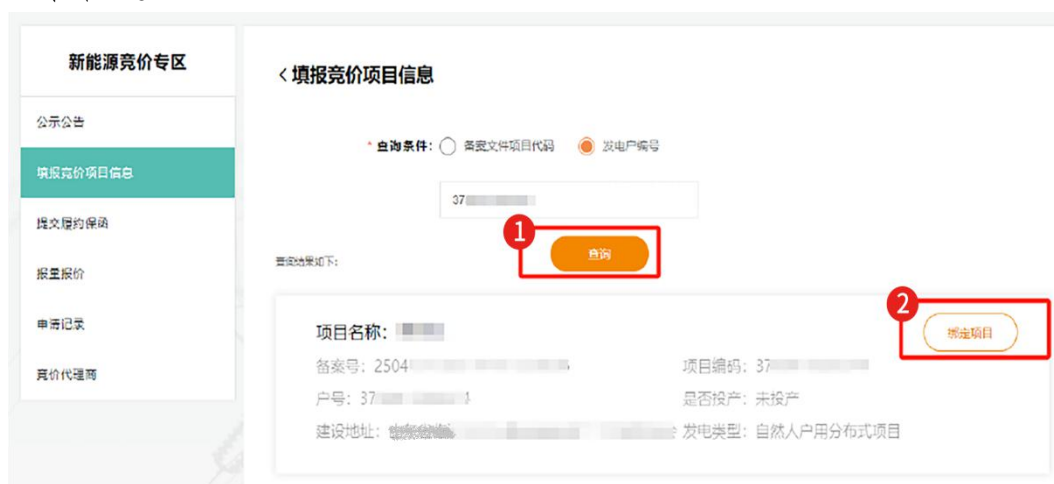 新能源竞价专区
公示公告
填报竞价项目信息
提交履约保函
报量报价
申请记录
竞价代理商
<填报竞价项目信息
* 查询条件: 备案文件项目代码 发电户编号
37
1
查询
查询结果如下:
2
项目名称:
绑定项目
备案号: 2504
项目编码: 37
户号: 37
是否投产: 未投产
建设地址:
发电类型: 自然人户用分布式项目